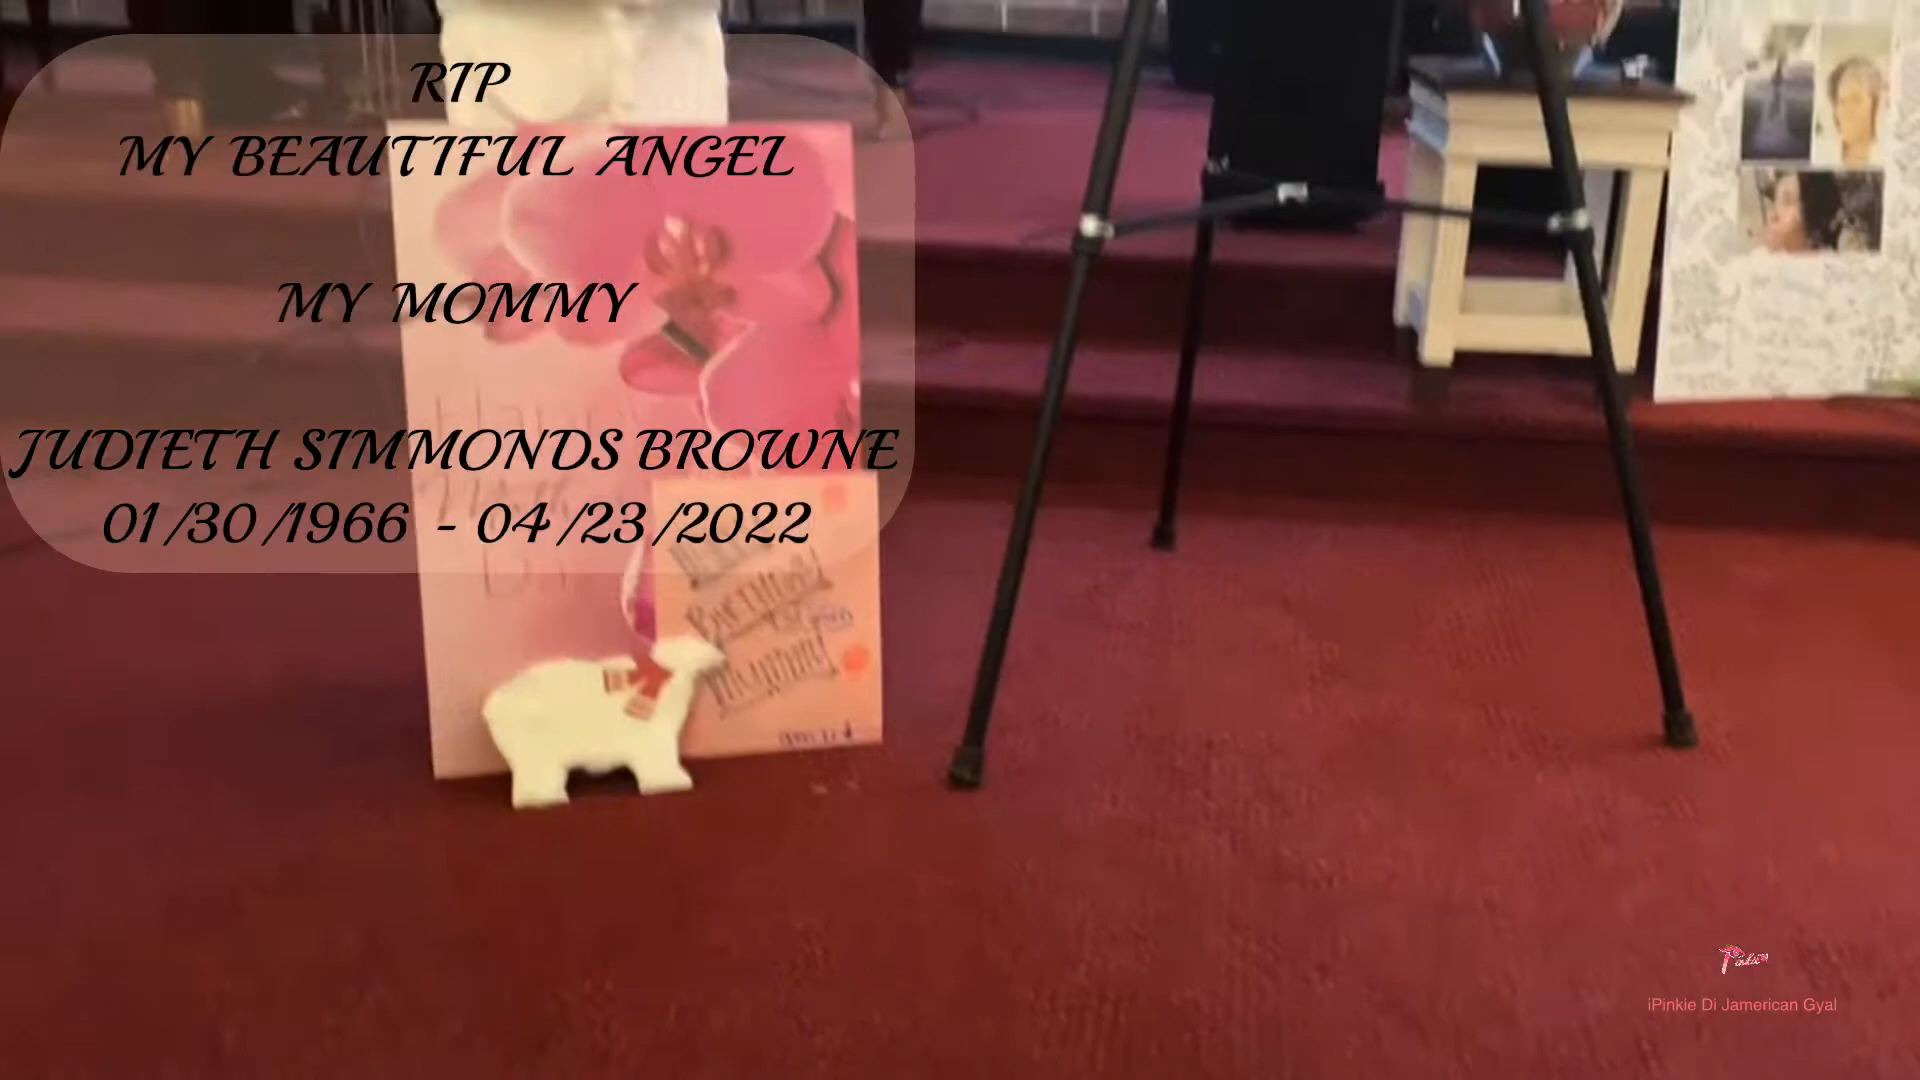 RIP
MY BEAUTIFUL ANGEL
MY MOMMY
JUDIETH SIMMONDS BROWNE
01/30/1966 - 04/23/2022
BIRTHDAY
MUMMY!
iPinkie Di Jamerican Gyal